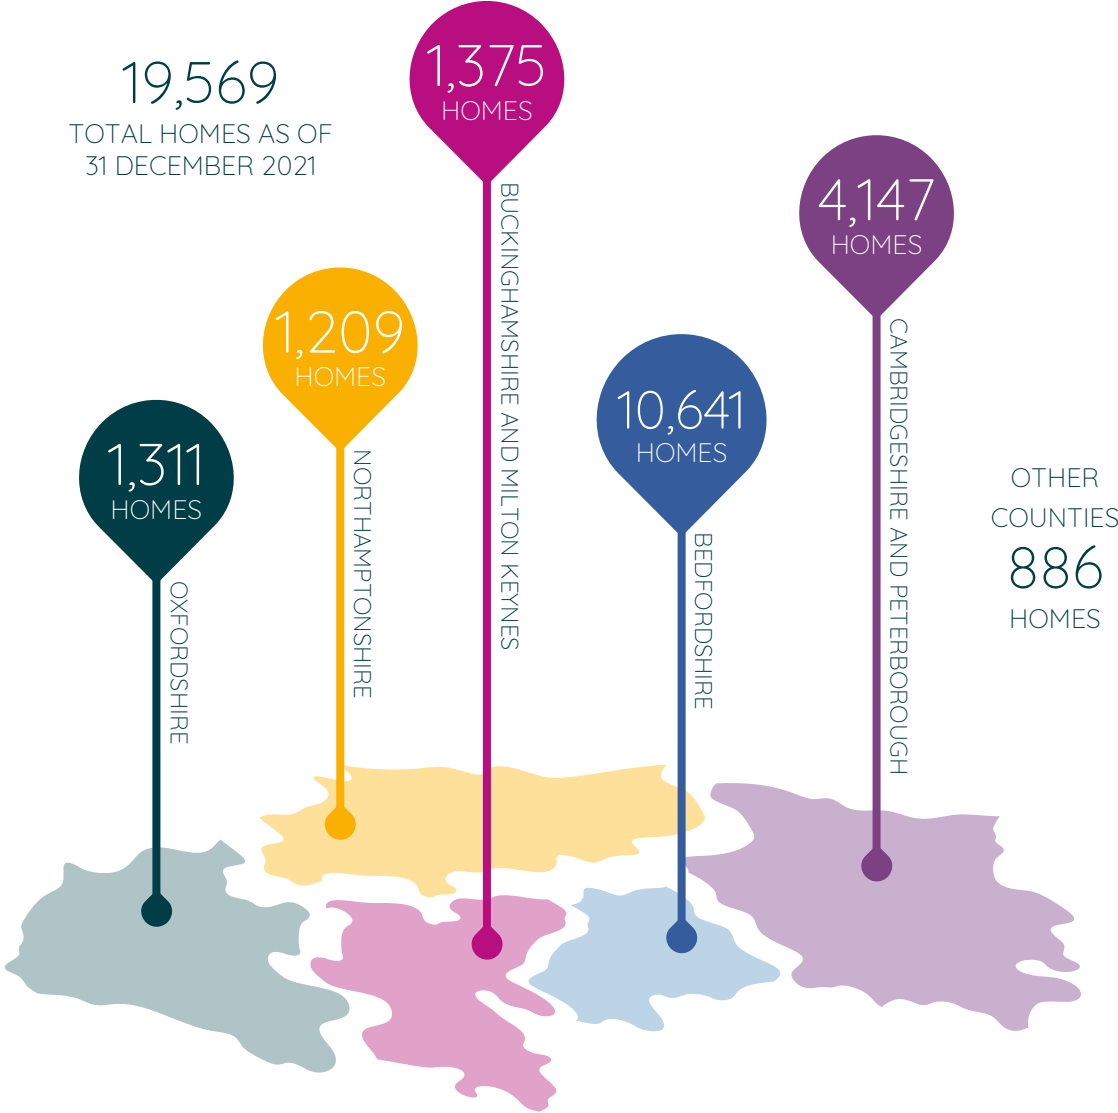 19,569
TOTAL HOMES AS OF
31 DECEMBER 2021
1,375
HOMES
BUCKINGHAMSHIRE AND MILTON KEYNES
4,147
HOMES
CAMBRIDGESHIRE AND PETERBOROUGH
1,209
HOMES
NORTHAMPTONSHIRE
10,641
HOMES
BEDFORDSHIRE
1,311
HOMES
OXFORDSHIRE
OTHER
COUNTIES
886
HOMES